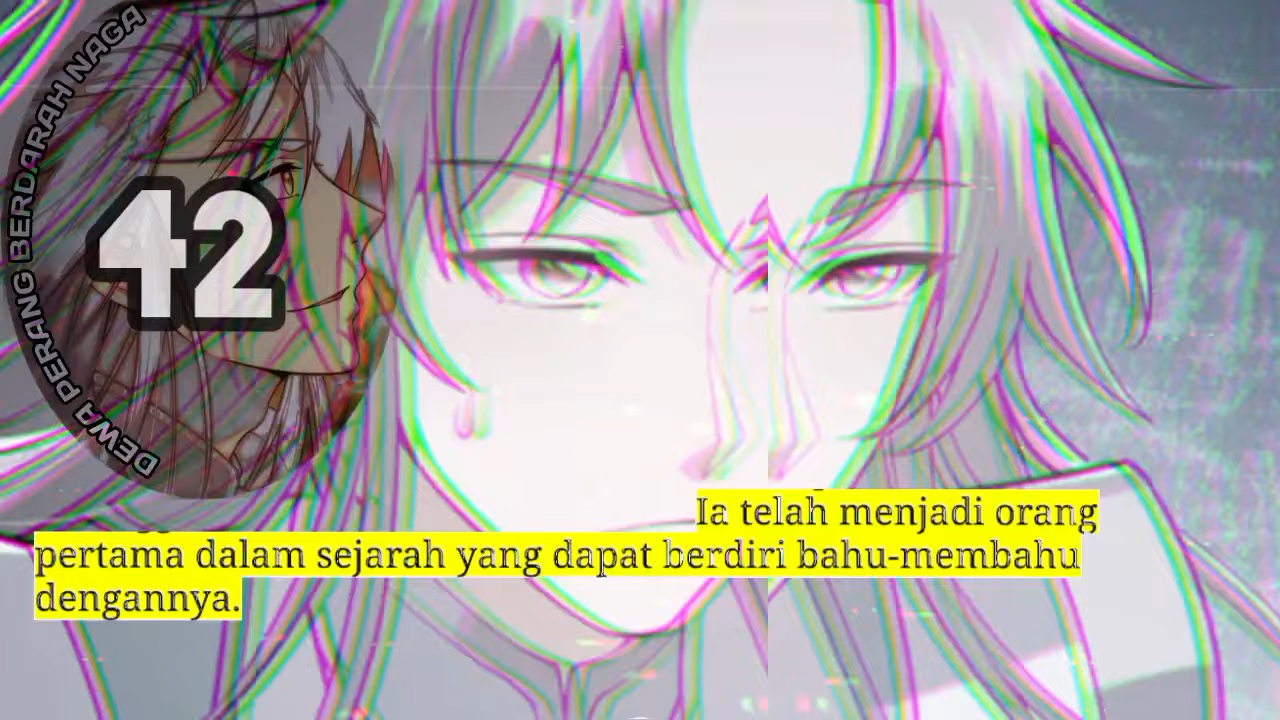 DEWA PERANG BERDARAH NAGA
42
Ia telah menjadi orang
pertama dalam sejarah yang dapat berdiri bahu-membahu
dengannya.